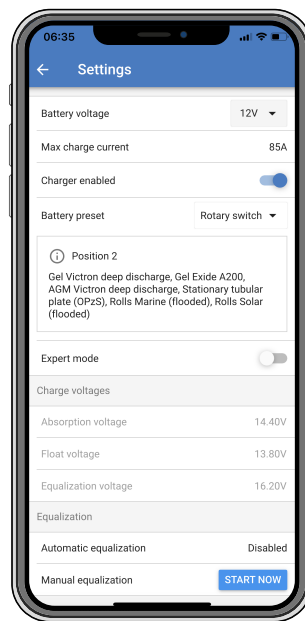 06:35
Settings
Battery voltage 12V
Max charge current 85A
Charger enabled
Battery preset Rotary switch
Position 2
Gel Victron deep discharge, Gel Exide A200,
AGM Victron deep discharge, Stationary tubular
plate (OPzS), Rolls Marine (flooded), Rolls Solar
(flooded)
Expert mode
Charge voltages
Absorption voltage 14.40V
Float voltage 13.80V
Equalization voltage 16.20V
Equalization
Automatic equalization Disabled
Manual equalization START NOW